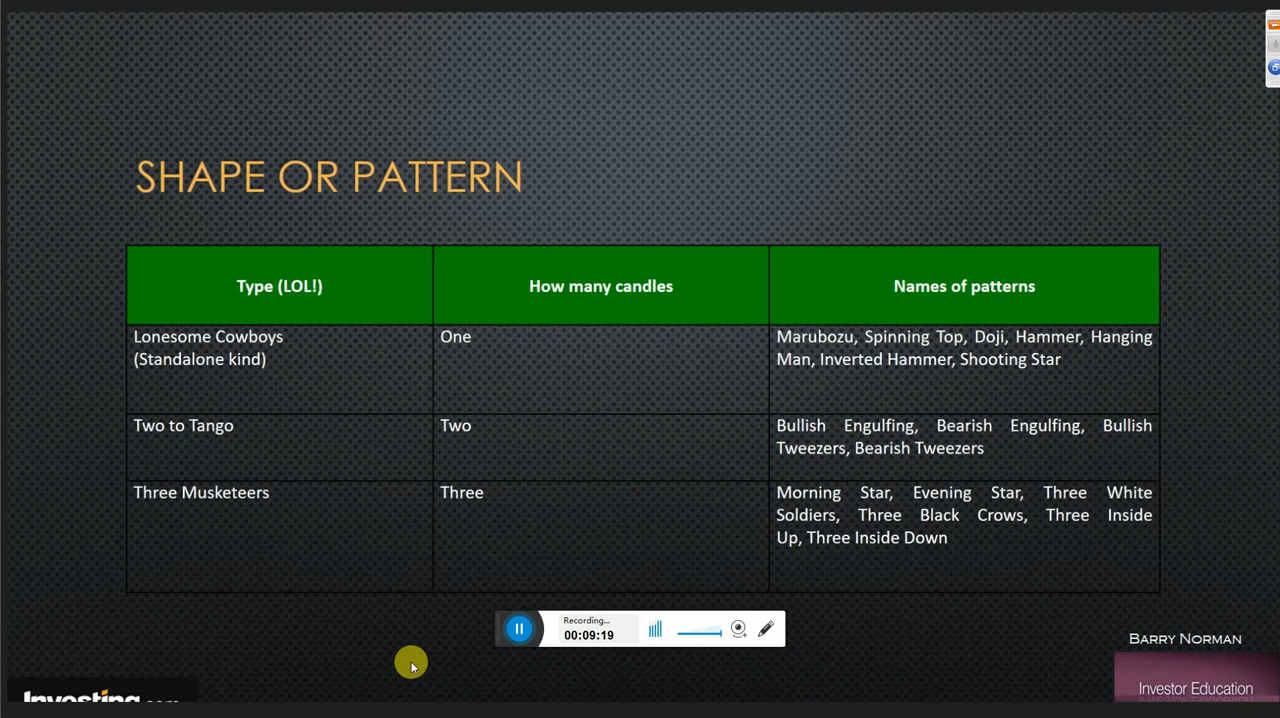 SHAPE OR PATTERN
Type (LOL!)
How many candles
Names of patterns
Lonesome Cowboys
(Standalone kind)
One
Marubozu, Spinning Top, Doji, Hammer, Hanging
Man, Inverted Hammer, Shooting Star
Two to Tango
Two
Bullish Engulfing, Bearish Engulfing, Bullish
Tweezers, Bearish Tweezers
Three Musketeers
Three
Morning Star, Evening Star, Three White
Soldiers, Three Black Crows, Three Inside
Up, Three Inside Down
Recording...
00:09:19
BARRY NORMAN
Investing.com
Investor Education